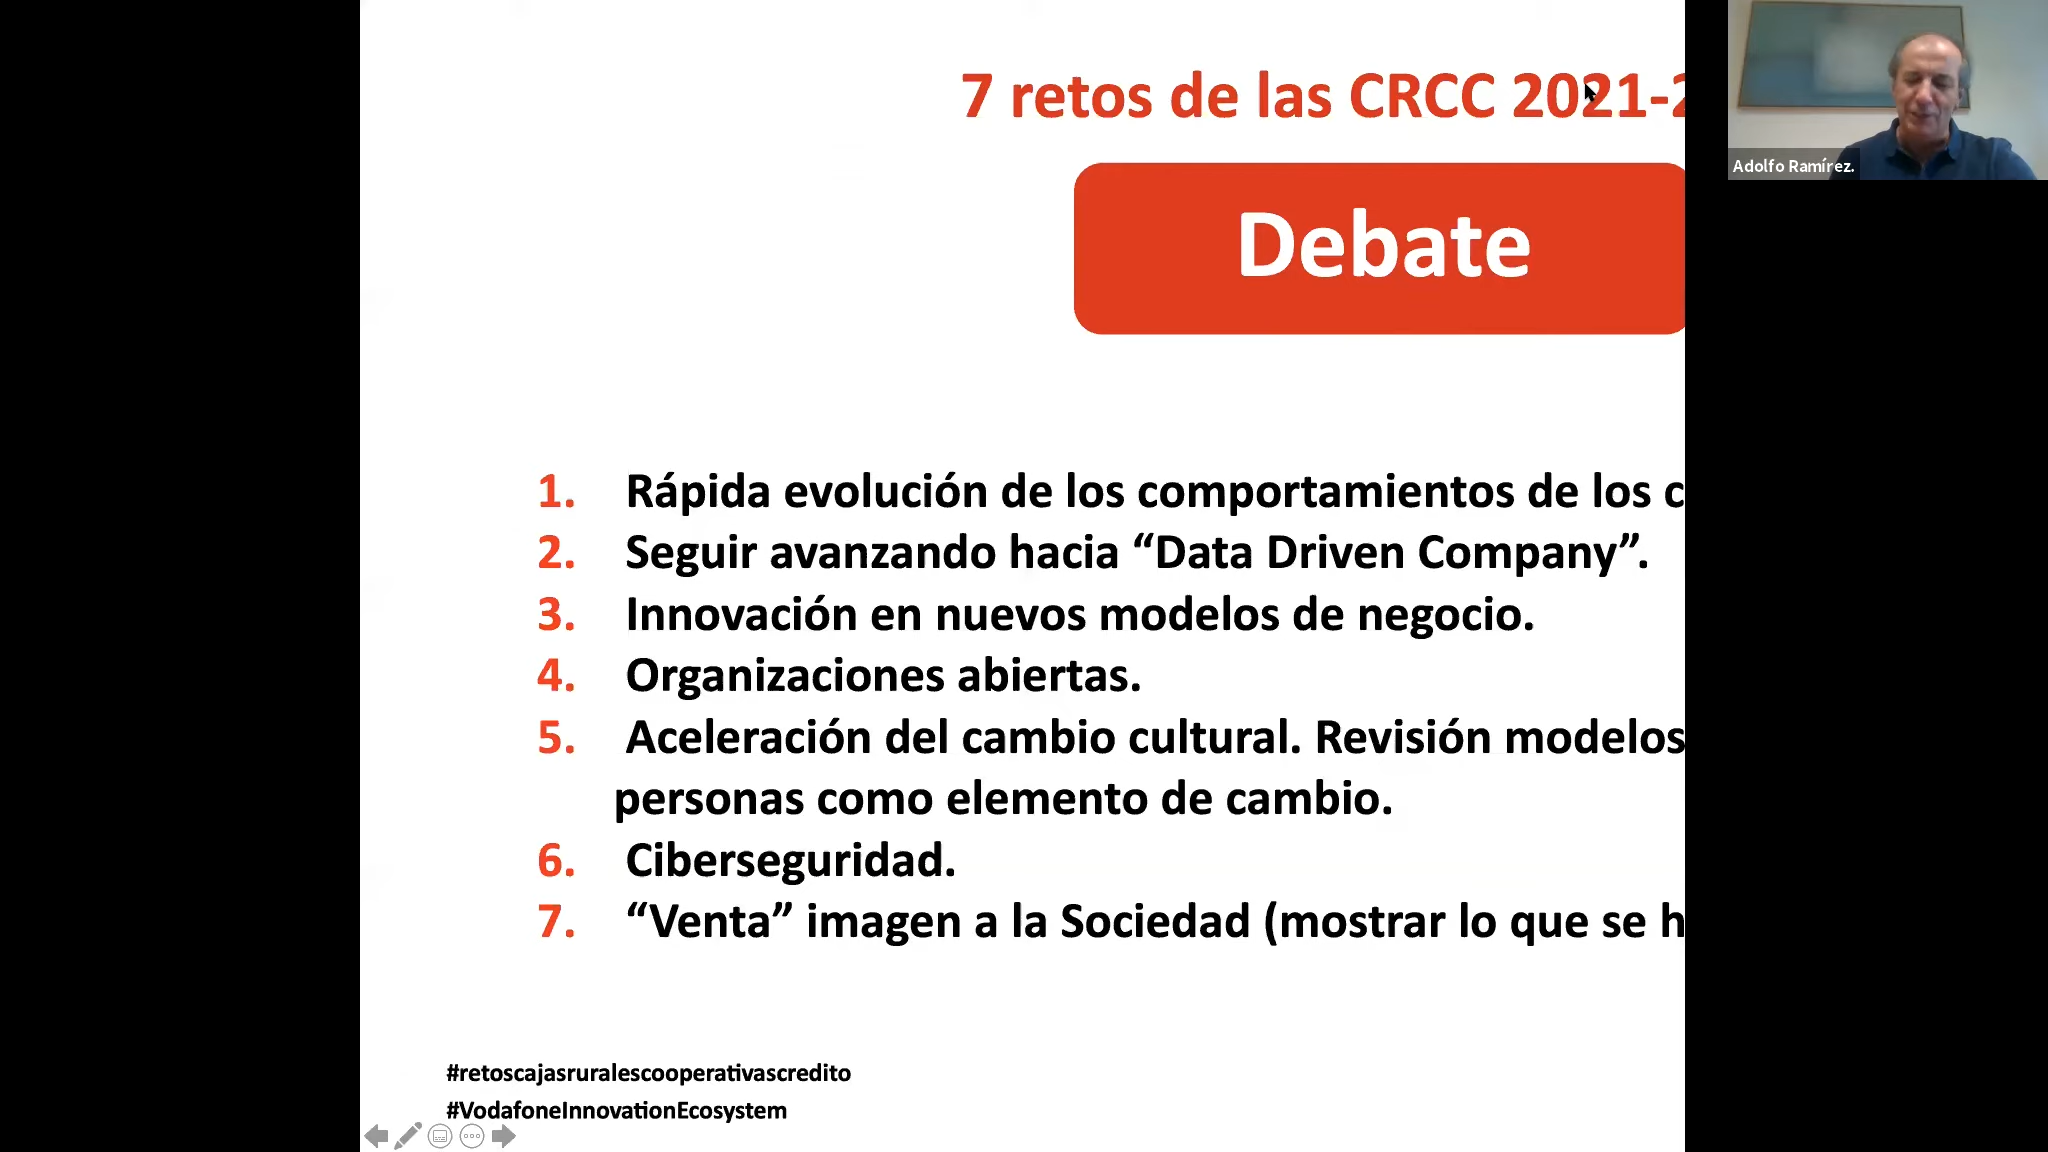 7 retos de las CRCC 2021-2
Debate
Adolfo Ramírez.
1. Rápida evolución de los comportamientos de los c
2. Seguir avanzando hacia “Data Driven Company”.
3. Innovación en nuevos modelos de negocio.
4. Organizaciones abiertas.
5. Aceleración del cambio cultural. Revisión modelos
personas como elemento de cambio.
6. Ciberseguridad.
7. “Venta” imagen a la Sociedad (mostrar lo que se h
#retoscajasruralescooperativascredito
#VodafoneInnovationEcosystem